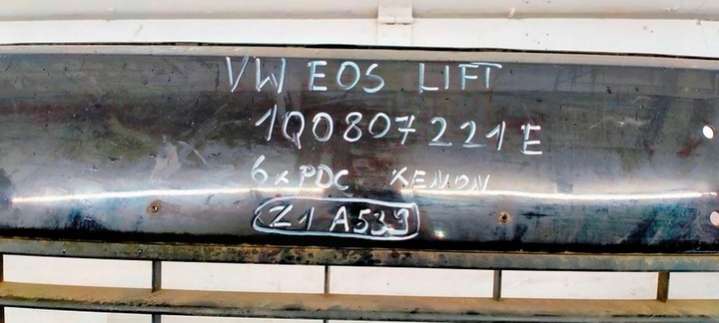 VW EOS LIFT
1Q0807221E
6xPDC XENON
Z1 A539